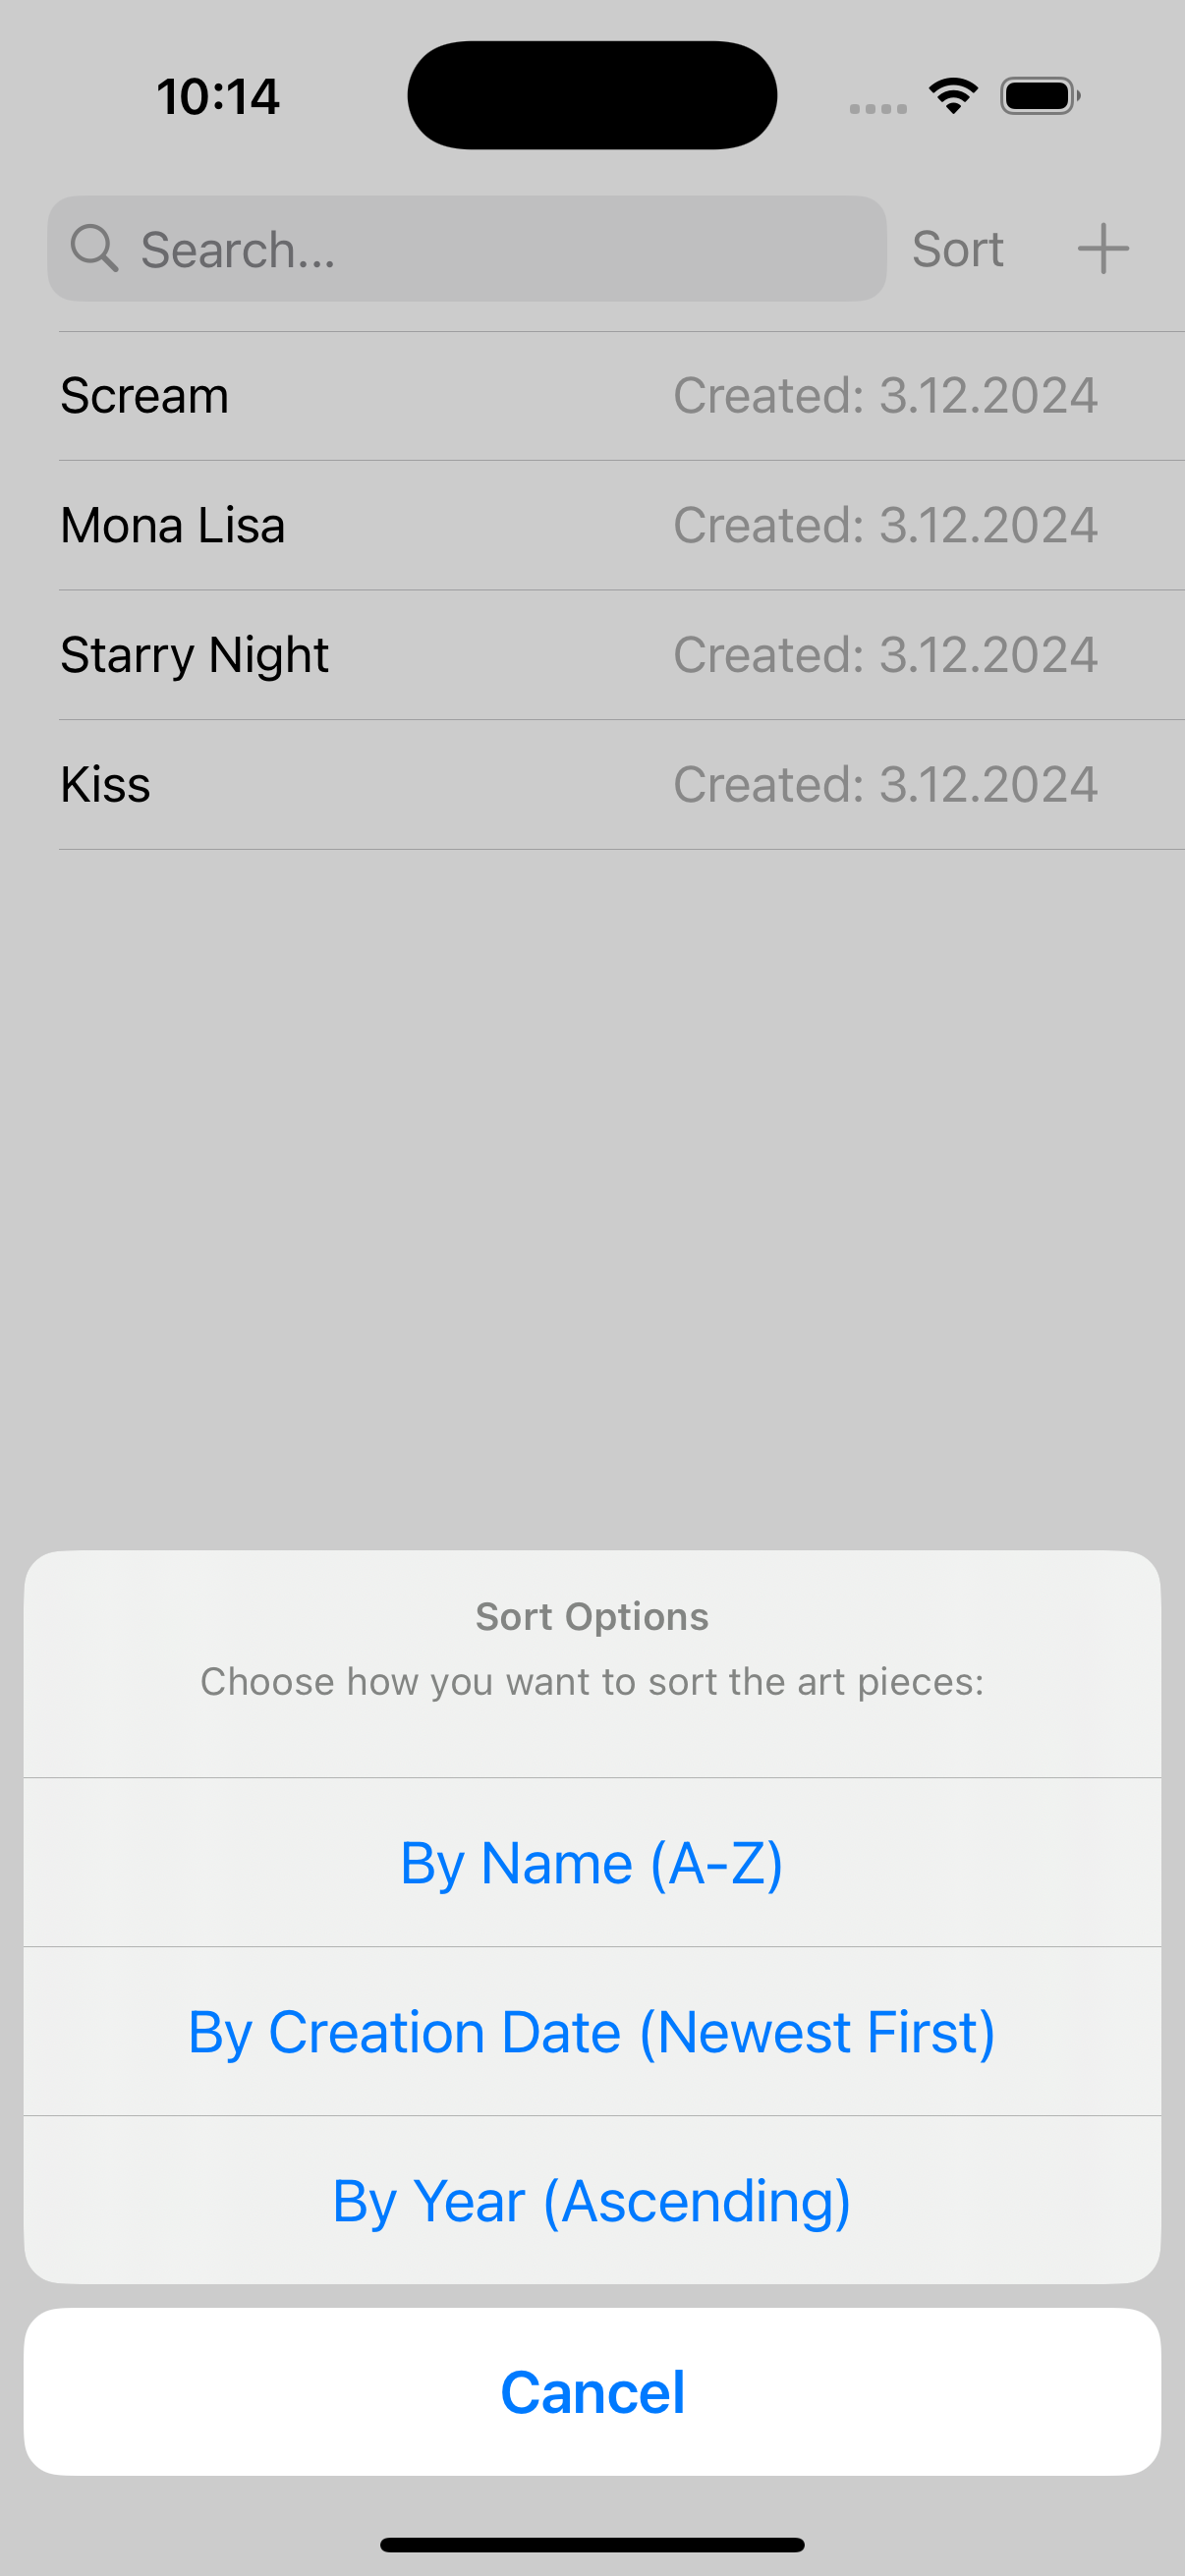 10:14
Search...
Sort
Scream Created: 3.12.2024
Mona Lisa Created: 3.12.2024
Starry Night Created: 3.12.2024
Kiss Created: 3.12.2024
Sort Options
Choose how you want to sort the art pieces:
By Name (A-Z)
By Creation Date (Newest First)
By Year (Ascending)
Cancel